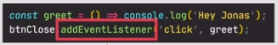 const greet = () => console.log('Hey Jonas');
btnClose.addEventListener('click', greet);